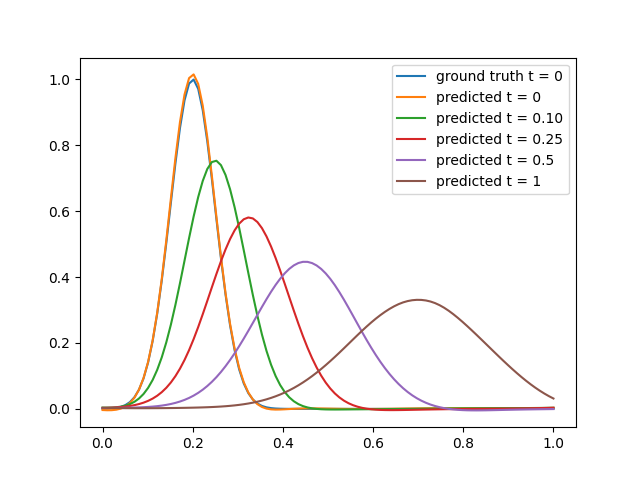 ground truth t = 0
predicted t = 0
predicted t = 0.10
predicted t = 0.25
predicted t = 0.5
predicted t = 1
1.0
0.8
0.6
0.4
0.2
0.0
0.0 0.2 0.4 0.6 0.8 1.0